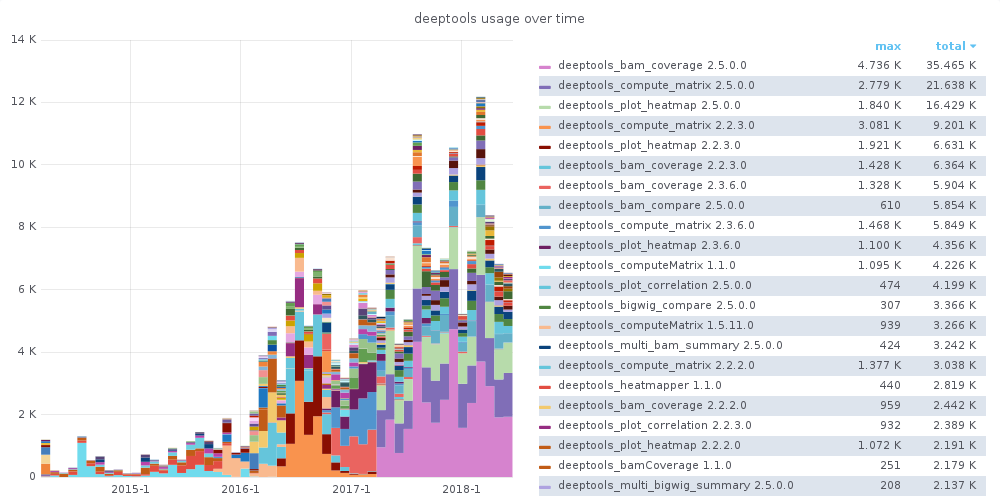 deeptools usage over time
14 K
12 K
10 K
8 K
6 K
4 K
2 K
0
2015-1 2016-1 2017-1 2018-1
max total
deeptools_bam_coverage 2.5.0.0 4.736 K 35.465 K
deeptools_compute_matrix 2.5.0.0 2.779 K 21.638 K
deeptools_plot_heatmap 2.5.0.0 1.840 K 16.429 K
deeptools_compute_matrix 2.2.3.0 3.081 K 9.201 K
deeptools_plot_heatmap 2.2.3.0 1.921 K 6.631 K
deeptools_bam_coverage 2.2.3.0 1.428 K 6.364 K
deeptools_bam_coverage 2.3.6.0 1.328 K 5.904 K
deeptools_bam_compare 2.5.0.0 610 5.854 K
deeptools_compute_matrix 2.3.6.0 1.468 K 5.849 K
deeptools_plot_heatmap 2.3.6.0 1.100 K 4.356 K
deeptools_computeMatrix 1.1.0 1.095 K 4.226 K
deeptools_plot_correlation 2.5.0.0 474 4.199 K
deeptools_bigwig_compare 2.5.0.0 307 3.366 K
deeptools_computeMatrix 1.5.11.0 939 3.266 K
deeptools_multi_bam_summary 2.5.0.0 424 3.242 K
deeptools_compute_matrix 2.2.2.0 1.377 K 3.038 K
deeptools_heatmapper 1.1.0 440 2.819 K
deeptools_bam_coverage 2.2.2.0 959 2.442 K
deeptools_plot_correlation 2.2.3.0 932 2.389 K
deeptools_plot_heatmap 2.2.2.0 1.072 K 2.191 K
deeptools_bamCoverage 1.1.0 251 2.179 K
deeptools_multi_bigwig_summary 2.5.0.0 208 2.137 K